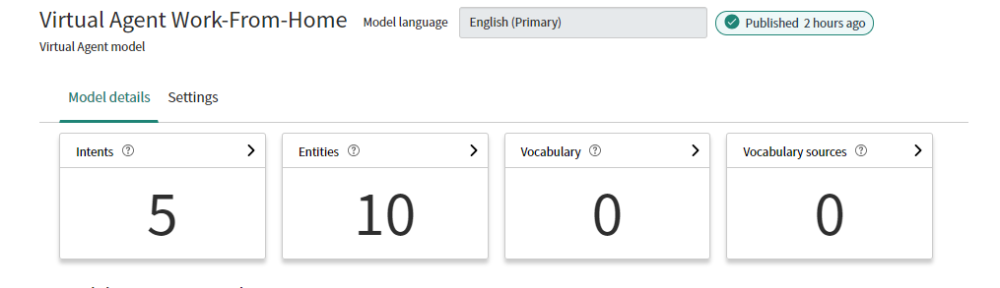 Virtual Agent Work-From-Home Model language English (Primary) Published 2 hours ago
Virtual Agent model
Model details Settings
Intents Entities Vocabulary Vocabulary sources
5 10 0 0